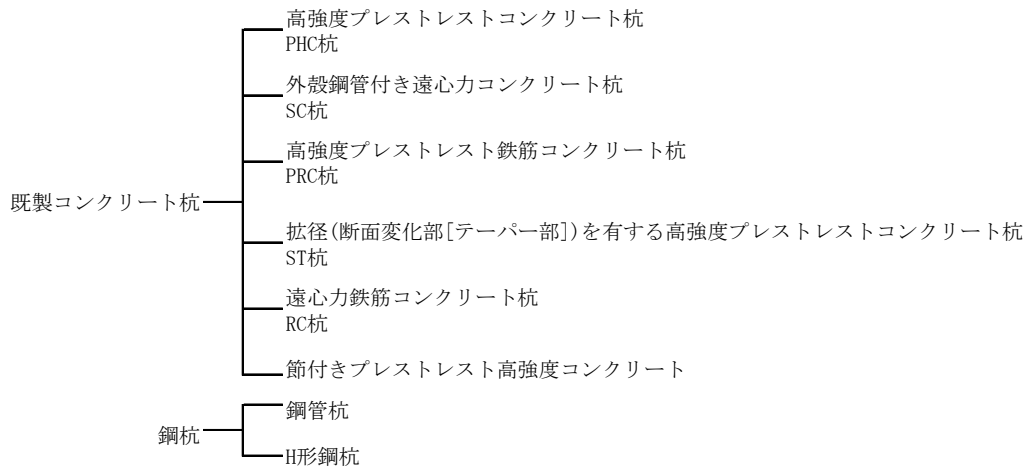 高強度プレストレストコンクリート杭
PHC杭
外殻鋼管付き遠心力コンクリート杭
SC杭
高強度プレストレスト鉄筋コンクリート杭
PRC杭
既製コンクリート杭
拡径(断面変化部[テーパー部])を有する高強度プレストレストコンクリート杭
ST杭
遠心力鉄筋コンクリート杭
RC杭
節付きプレストレスト高強度コンクリート
鋼管杭
鋼杭
H形鋼杭